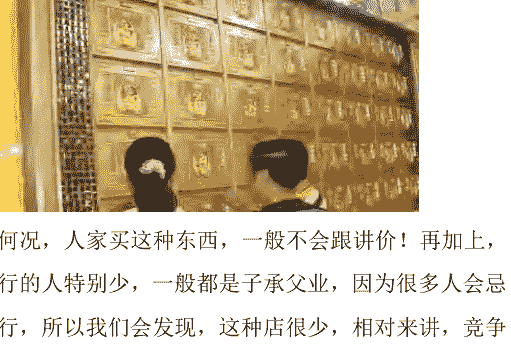 何况，人家买这种东西，一般不会跟讲价！再加上，
行的人特别少，一般都是子承父业，因为很多人会忌
行，所以我们会发现，这种店很少，相对来讲，竞争